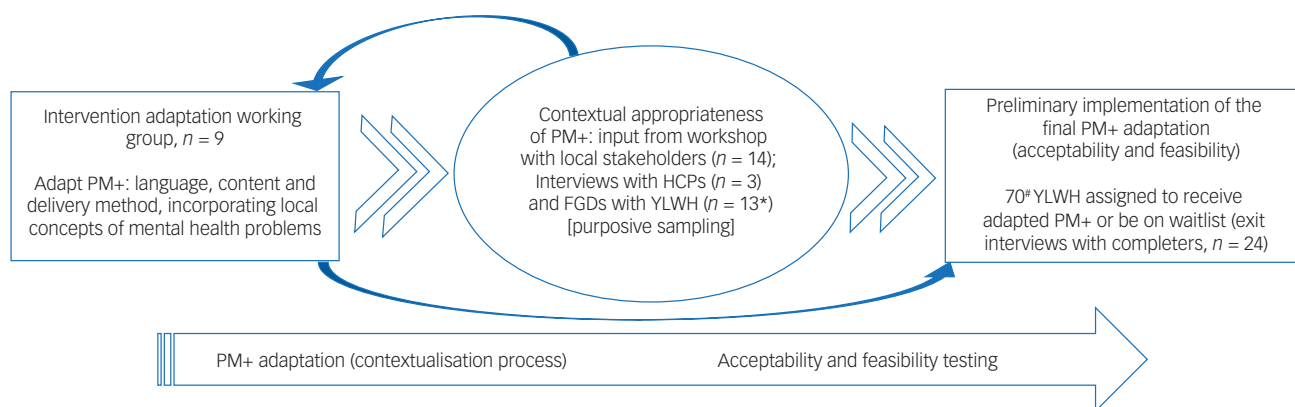 Intervention adaptation working
group, n = 9
Adapt PM+: language, content and
delivery method, incorporating local
concepts of mental health problems
Contextual appropriateness
of PM+: input from workshop
with local stakeholders (n = 14);
Interviews with HCPs (n = 3)
and FGDs with YLWH (n = 13*)
[purposive sampling]
Preliminary implementation of the
final PM+ adaptation
(acceptability and feasibility)
70# YLWH assigned to receive
adapted PM+ or be on waitlist (exit
interviews with completers, n = 24)
PM+ adaptation (contextualisation process)
Acceptability and feasibility testing